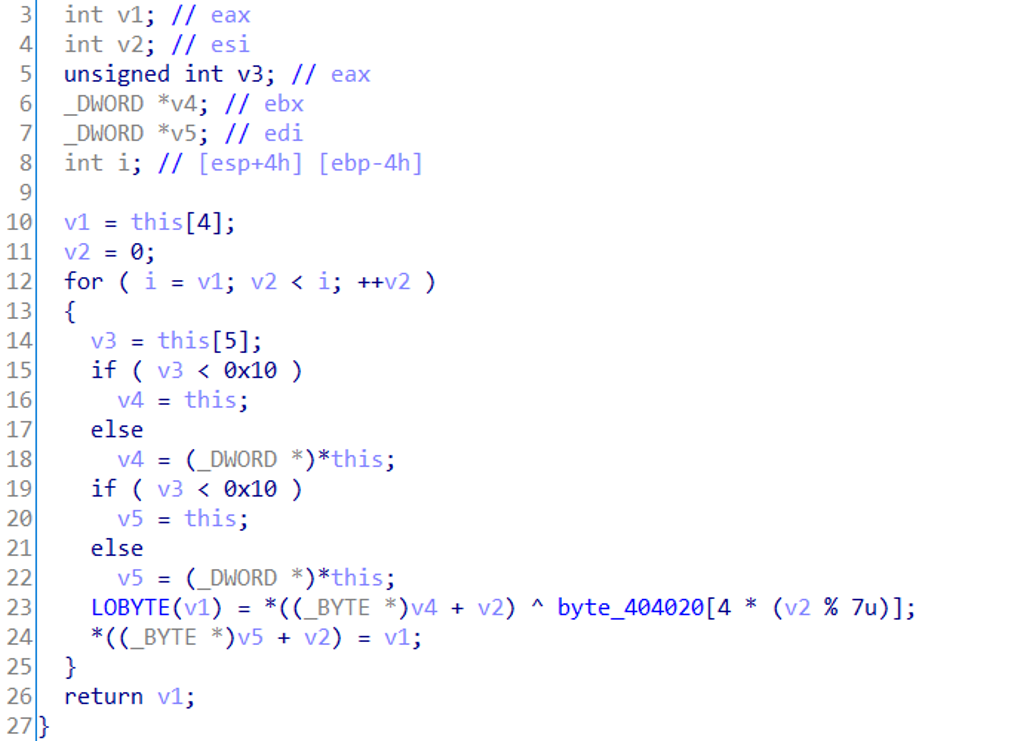 3 int v1; // eax
4 int v2; // esi
5 unsigned int v3; // eax
6 _DWORD *v4; // ebx
7 _DWORD *v5; // edi
8 int i; // [esp+4h] [ebp-4h]
9
10 v1 = this[4];
11 v2 = 0;
12 for ( i = v1; v2 < i; ++v2 )
13 {
14 v3 = this[5];
15 if ( v3 < 0x10 )
16 v4 = this;
17 else
18 v4 = (_DWORD *)*this;
19 if ( v3 < 0x10 )
20 v5 = this;
21 else
22 v5 = (_DWORD *)*this;
23 LOBYTE(v1) = *((_BYTE *)v4 + v2) ^ byte_404020[4 * (v2 % 7u)];
24 *((_BYTE *)v5 + v2) = v1;
25 }
26 return v1;
27 }